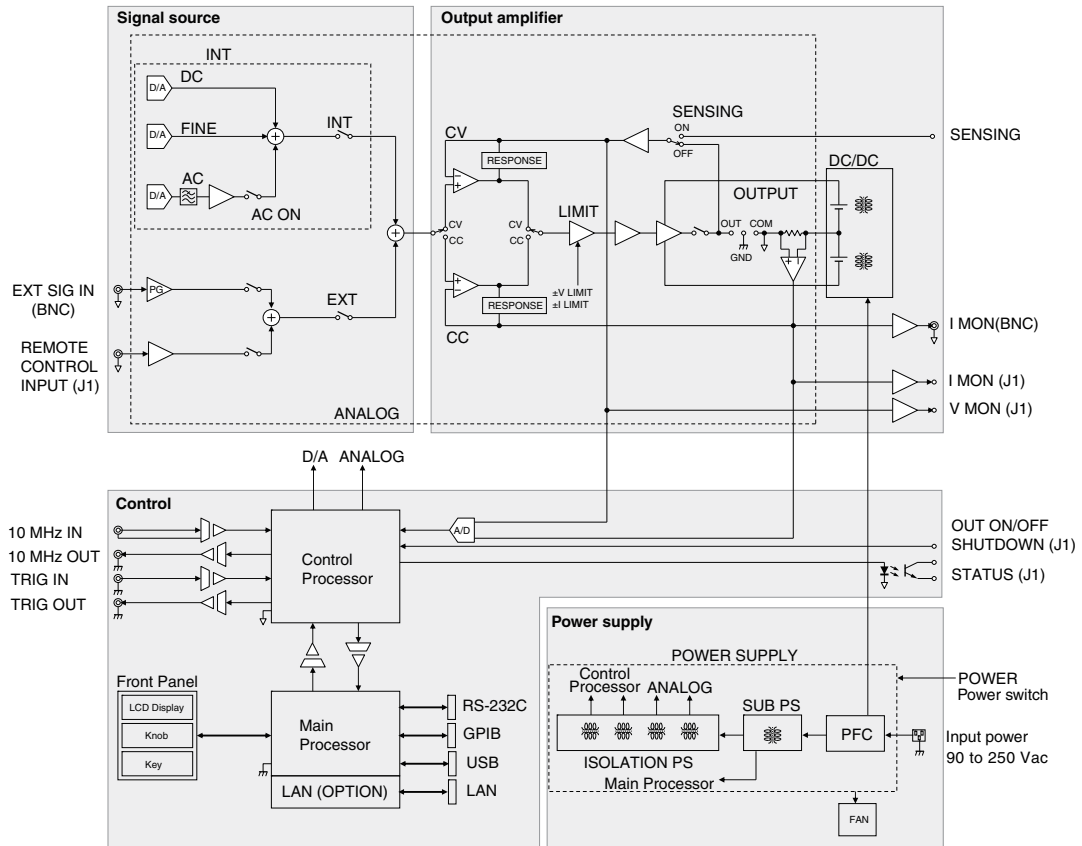 Signal source
INT
D/A
DC
D/A
FINE
INT
D/A
AC
AC ON
EXT SIG IN
(BNC)
PG
EXT
REMOTE
CONTROL
INPUT (J1)
ANALOG
Output amplifier
SENSING
ON
OFF
SENSING
CV
RESPONSE
DC/DC
OUTPUT
LIMIT
CV
CC
CV
CC
OUT
COM
GND
±V LIMIT
±I LIMIT
RESPONSE
CC
I MON(BNC)
I MON (J1)
V MON (J1)
D/A
ANALOG
Control
10 MHz IN
10 MHz OUT
TRIG IN
TRIG OUT
Control
Processor
A/D
OUT ON/OFF
SHUTDOWN (J1)
STATUS (J1)
Front Panel
LCD Display
Knob
Key
Main
Processor
LAN (OPTION)
RS-232C
GPIB
USB
LAN
Power supply
POWER SUPPLY
Control
Processor
ANALOG
SUB PS
PFC
ISOLATION PS
Main Processor
FAN
POWER
Power switch
Input power
90 to 250 Vac